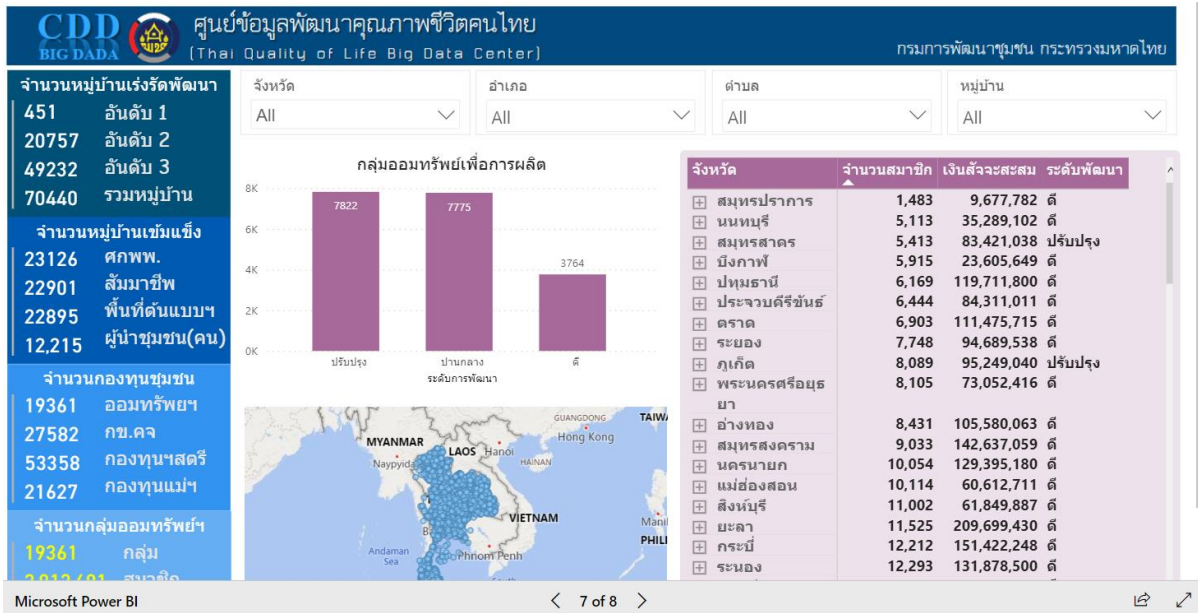 CDD
BIG DADA
ศูนย์ข้อมูลพัฒนาคุณภาพชีวิตคนไทย
(Thai Quality of Life Big Data Center)
กรมการพัฒนาชุมชน กระทรวงมหาดไทย
จำนวนหมู่บ้านเร่งรัดพัฒนา
451 อันดับ 1
20757 อันดับ 2
49232 อันดับ 3
70440 รวมหมู่บ้าน
จำนวนหมู่บ้านเข้มแข็ง
23126 ศกพพ.
22901 สัมมาชีพ
22895 พื้นที่ต้นแบบฯ
12,215 ผู้นำชุมชน(คน)
จำนวนกองทุนชุมชน
19361 ออมทรัพยฯ
27582 กข.คจ
53358 กองทุนฯสตรี
21627 กองทุนแม่ฯ
จำนวนกลุ่มออมทรัพย์ฯ
19361 กลุ่ม
จังหวัด อำเภอ ตำบล หมู่บ้าน
All All All All
กลุ่มออมทรัพย์เพื่อการผลิต
8K
6K
4K
2K
0K
7822 7775 3764
ปรับปรุง ปานกลาง ดี
ระดับการพัฒนา
GUANGDONG TAIW
MYANMAR Hong Kong
LAOS Hanoi
Naypyida HAINAN
VIETNAM Mani
B PHILI
Andaman Phnom Penh
Sea
จังหวัด จำนวนสมาชิก เงินสัจจะสะสม ระดับพัฒนา
สมุทรปราการ 1,483 9,677,782 ดี
นนทบุรี 5,113 35,289,102 ดี
สมุทรสาคร 5,413 83,421,038 ปรับปรุง
บึงกาฬ 5,915 23,605,649 ดี
ปทุมธานี 6,169 119,711,800 ดี
ประจวบคีรีขันธ์ 6,444 84,311,011 ดี
ตราด 6,903 111,475,715 ดี
ระยอง 7,748 94,689,538 ดี
ภูเก็ต 8,089 95,249,040 ปรับปรุง
พระนครศรีอยุธ 8,105 73,052,416 ดี
ยา
อ่างทอง 8,431 105,580,063 ดี
สมุทรสงคราม 9,033 142,637,059 ดี
นครนายก 10,054 129,395,180 ดี
แม่ฮ่องสอน 10,114 60,612,711 ดี
สิงห์บุรี 11,002 61,849,887 ดี
ยะลา 11,525 209,699,430 ดี
กระบี่ 12,212 151,422,248 ดี
ระนอง 12,293 131,878,500 ดี
Microsoft Power BI 7 of 8